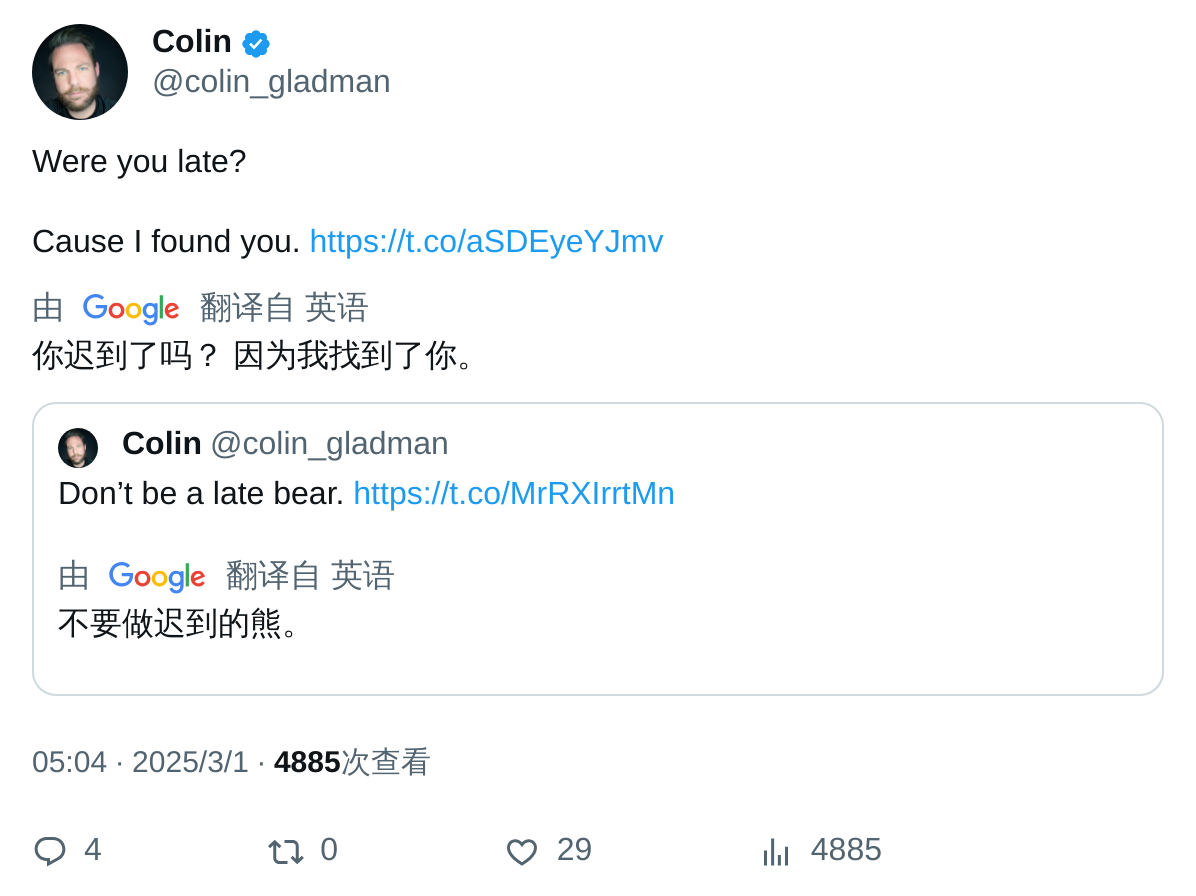 Colin
@colin_gladman
Were you late?
Cause I found you. https://t.co/aSDEyeYJmv
由 Google 翻译自 英语
你迟到了吗？ 因为我找到了你。
Colin @colin_gladman
Don’t be a late bear. https://t.co/MrRXIrrtMn
由 Google 翻译自 英语
不要做迟到的熊。
05:04 · 2025/3/1 · 4885次查看
4 0 29 4885